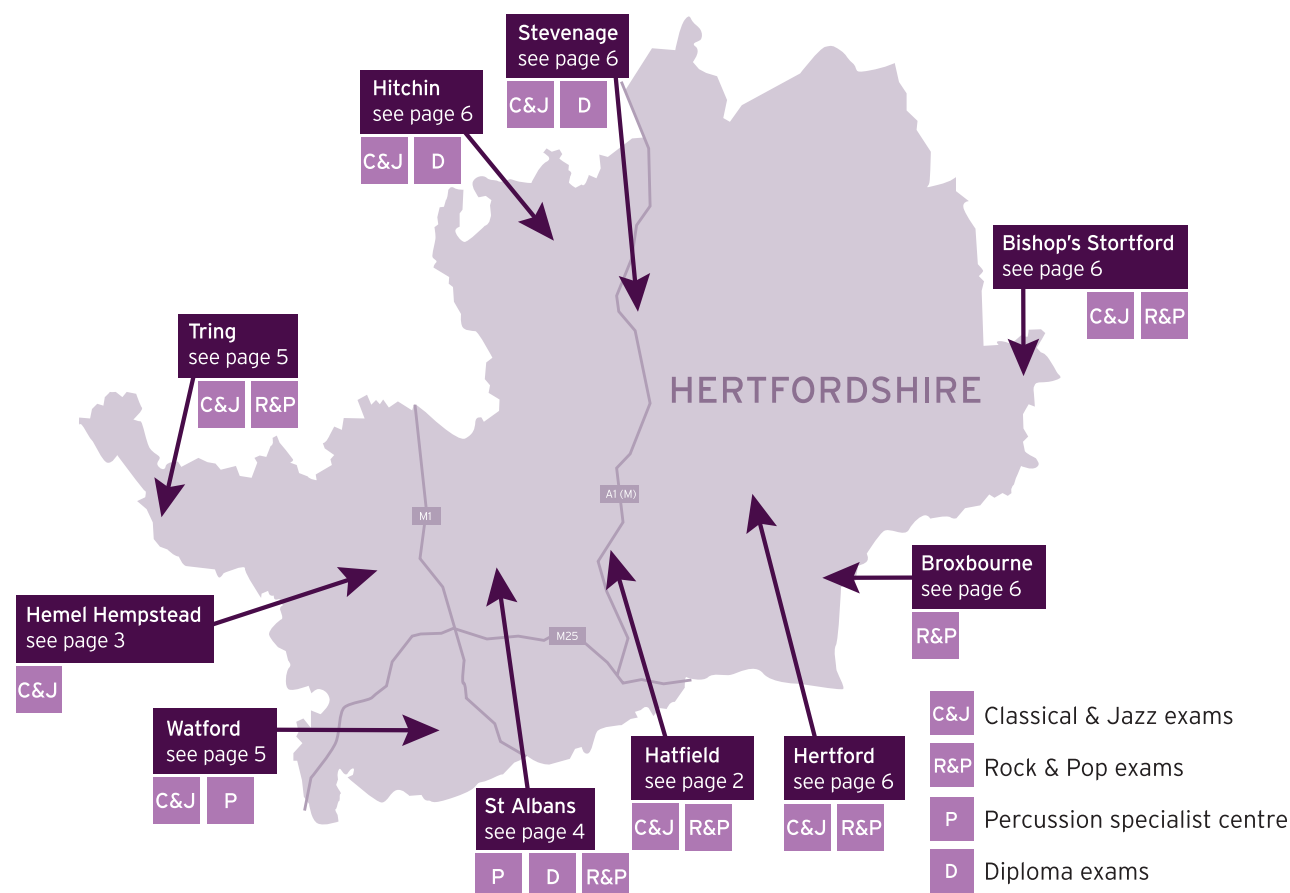 Stevenage
see page 6
C&J D
Hitchin
see page 6
C&J D
Bishop's Stortford
see page 6
C&J R&P
Tring
see page 5
C&J R&P
HERTFORDSHIRE
A1 (M)
M1
Broxbourne
see page 6
R&P
Hemel Hempstead
see page 3
C&J
M25
Watford
see page 5
C&J P
St Albans
see page 4
P D R&P
Hatfield
see page 2
C&J R&P
Hertford
see page 6
C&J R&P
C&J Classical & Jazz exams
R&P Rock & Pop exams
P Percussion specialist centre
D Diploma exams